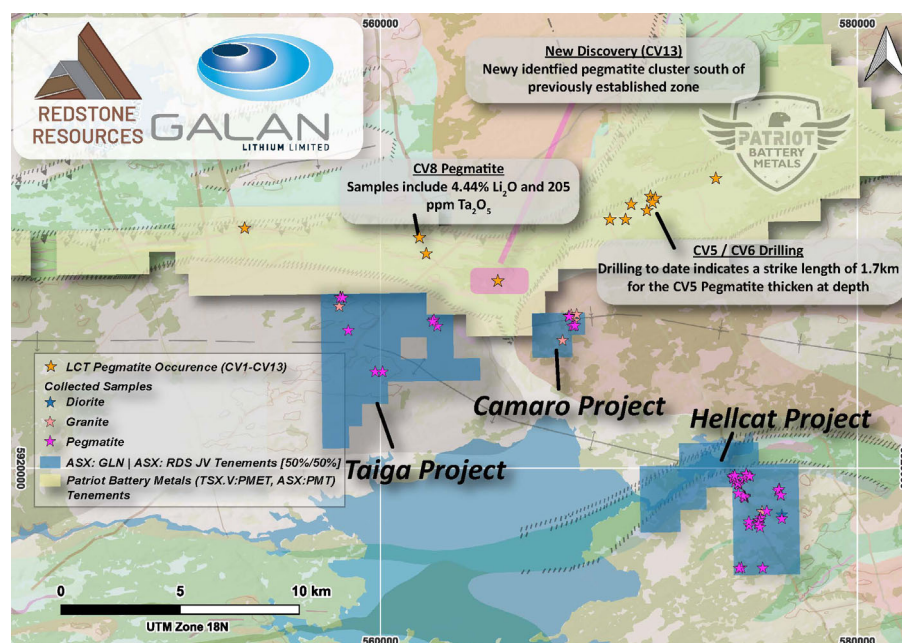 560000
580000
REDSTONE
RESOURCES
GALAN
LITHIUM LIMITED
New Discovery (CV13)
Newy identfied pegmatite cluster south of
previously established zone
PATRIOT
BATTERY
METALS
CV8 Pegmatite
Samples include 4.44% Li₂O and 205
ppm Ta₂O₅
CV5 / CV6 Drilling
Drilling to date indicates a strike length of 1.7km
for the CV5 Pegmatite thicken at depth
LCT Pegmatite Occurence (CV1-CV13)
Collected Samples
Diorite
Granite
Pegmatite
ASX: GLN | ASX: RDS JV Tenements [50%/50%]
Patriot Battery Metals (TSX.V:PMET, ASX:PMT)
Tenements
Camaro Project
Hellcat Project
Taiga Project
5920000
0 5 10 km
UTM Zone 18N
560000
580000